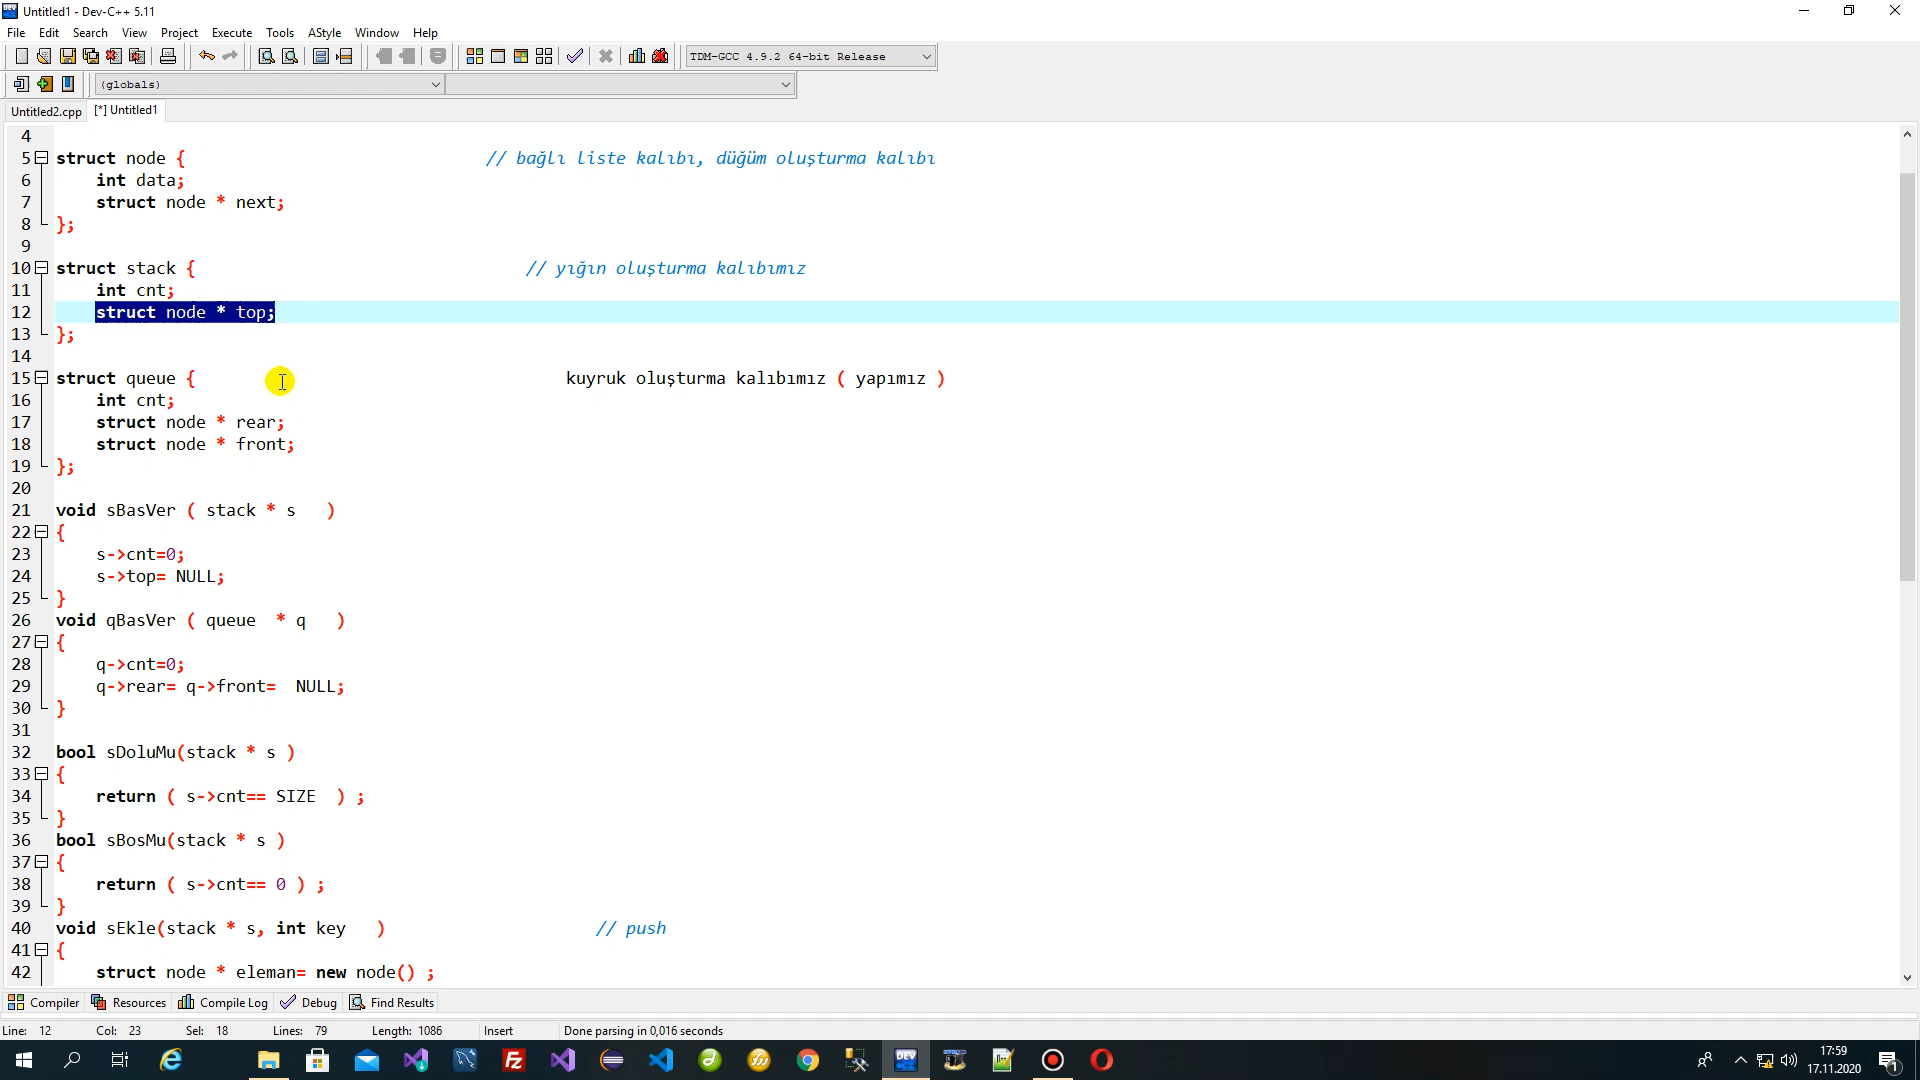 Untitled1 - Dev-C++ 5.11
File Edit Search View Project Execute Tools AStyle Window Help
TDM-GCC 4.9.2 64-bit Release
(globals)
Untitled2.cpp [*] Untitled1
4
5 struct node { // bağlı liste kalıbı, düğüm oluşturma kalıbı
6 int data;
7 struct node * next;
8 };
9
10 struct stack { // yığın oluşturma kalıbımız
11 int cnt;
12 struct node * top;
13 };
14
15 struct queue { kuyruk oluşturma kalıbımız ( yapımız )
16 int cnt;
17 struct node * rear;
18 struct node * front;
19 };
20
21 void sBasVer ( stack * s )
22 {
23 s->cnt=0;
24 s->top= NULL;
25 }
26 void qBasVer ( queue * q )
27 {
28 q->cnt=0;
29 q->rear= q->front= NULL;
30 }
31
32 bool sDoluMu(stack * s )
33 {
34 return ( s->cnt== SIZE ) ;
35 }
36 bool sBosMu(stack * s )
37 {
38 return ( s->cnt== 0 ) ;
39 }
40 void sEkle(stack * s, int key ) // push
41 {
42 struct node * eleman= new node() ;
Compiler Resources Compile Log Debug Find Results
Line: 12 Col: 23 Sel: 18 Lines: 79 Length: 1086 Insert Done parsing in 0,016 seconds
17:59
17.11.2020